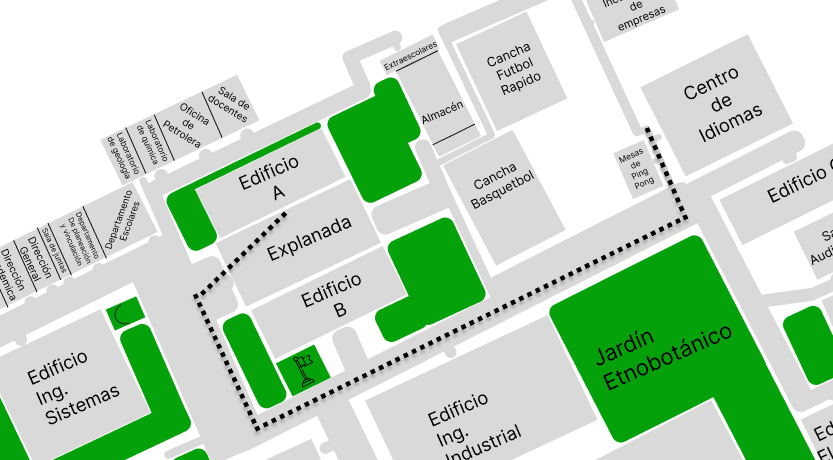 de
empresas
Extraescolares
Cancha
Futbol
Rapido
Centro
de
Idiomas
Sala de
docentes
Oficina
de
Petrolera
Laboratorio
de química
Laboratorio
de geología
Almacén
Mesas
de
Ping
Pong
Edificio
A
Cancha
Basquetbol
Edificio
Departamento
Escolares
Departamento
De planeación
y vinculación
Sala de juntas
Dirección
General
Dirección
Explanada
Edificio
B
Jardín
Etnobotánico
Edificio
Ing.
Sistemas
Edificio
Ing.
Industrial